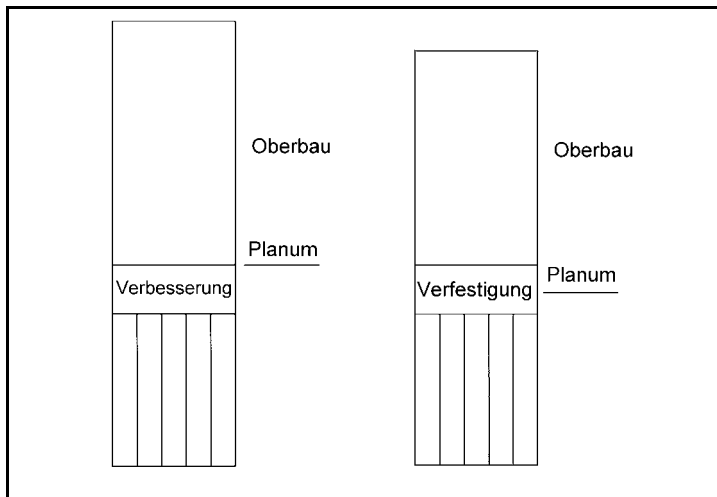 Oberbau
Planum
Verbesserung
Oberbau
Planum
Verfestigung